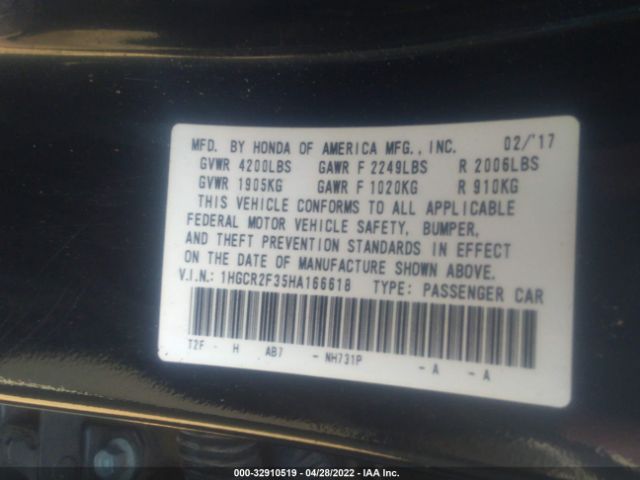 MFD. BY HONDA OF AMERICA MFG., INC. 02/'17
GVWR 4200LBS GAWR F 2249LBS R 2006LBS
GVWR 1905KG GAWR F 1020KG R 910KG
THIS VEHICLE CONFORMS TO ALL APPLICABLE
FEDERAL MOTOR VEHICLE SAFETY, BUMPER,
AND THEFT PREVENTION STANDARDS IN EFFECT
ON THE DATE OF MANUFACTURE SHOWN ABOVE.
V.I.N.: 1HGCR2F35HA166618 TYPE: PASSENGER CAR
T2F - H AB7 - NH731P - A - A
000-32910519 - 04/28/2022 - IAA Inc.